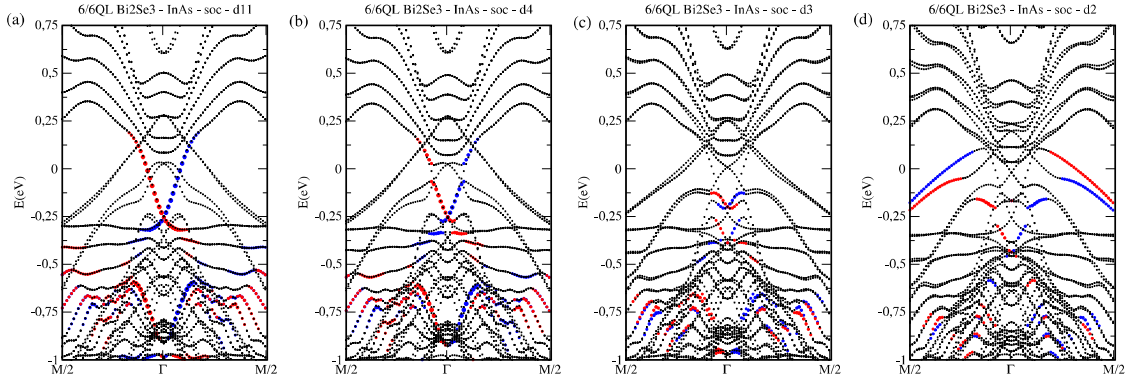 (a)
6/6QL Bi2Se3 - InAs - soc - d11
E(eV)
0,75
0,5
0,25
0
-0,25
-0,5
-0,75
-1
M/2
Γ
M/2
(b)
6/6QL Bi2Se3 - InAs - soc - d4
E(eV)
0,75
0,5
0,25
0
-0,25
-0,5
-0,75
-1
M/2
Γ
M/2
(c)
6/6QL Bi2Se3 - InAs - soc - d3
E(eV)
0,75
0,5
0,25
0
-0,25
-0,5
-0,75
-1
M/2
Γ
M/2
(d)
6/6QL Bi2Se3 - InAs - soc - d2
E(eV)
0,75
0,5
0,25
0
-0,25
-0,5
-0,75
-1
M/2
Γ
M/2